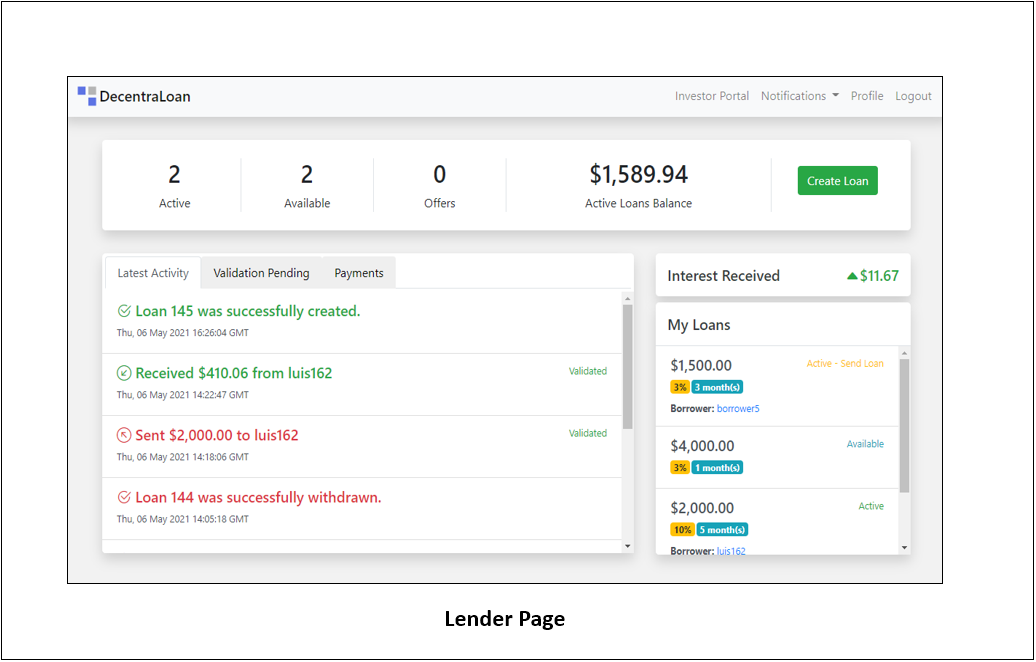 DecentraLoan
Investor Portal Notifications Profile Logout
2 2 0 $1,589.94
Active Available Offers Active Loans Balance
Create Loan
Latest Activity Validation Pending Payments
Loan 145 was successfully created.
Thu, 06 May 2021 16:26:04 GMT
Received $410.06 from luis162 Validated
Thu, 06 May 2021 14:22:47 GMT
Sent $2,000.00 to luis162 Validated
Thu, 06 May 2021 14:18:06 GMT
Loan 144 was successfully withdrawn.
Thu, 06 May 2021 14:05:18 GMT
Interest Received $11.67
My Loans
$1,500.00 Active - Send Loan
3% 3 month(s)
Borrower: borrower5
$4,000.00 Available
3% 1 month(s)
$2,000.00 Active
10% 5 month(s)
Borrower: luis162
Lender Page